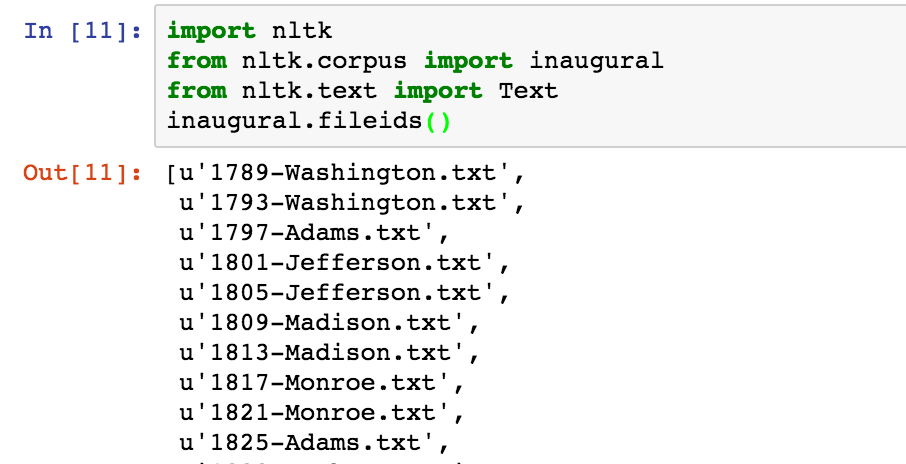 In [11]: import nltk
from nltk.corpus import inaugural
from nltk.text import Text
inaugural.fileids()
Out[11]: [u'1789-Washington.txt',
u'1793-Washington.txt',
u'1797-Adams.txt',
u'1801-Jefferson.txt',
u'1805-Jefferson.txt',
u'1809-Madison.txt',
u'1813-Madison.txt',
u'1817-Monroe.txt',
u'1821-Monroe.txt',
u'1825-Adams.txt',